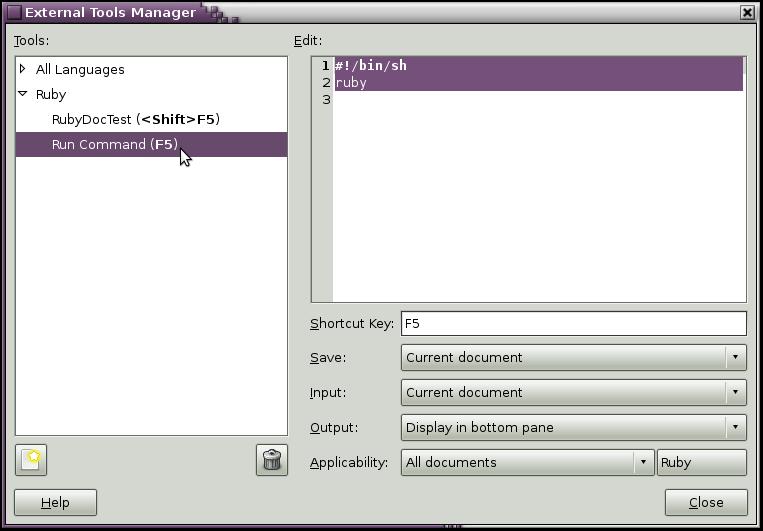 External Tools Manager
Tools:
Edit:
All Languages
Ruby
RubyDocTest (<Shift>F5)
Run Command (F5)
1 #!/bin/sh
2 ruby
3
Shortcut Key: F5
Save: Current document
Input: Current document
Output: Display in bottom pane
Applicability: All documents Ruby
Help
Close